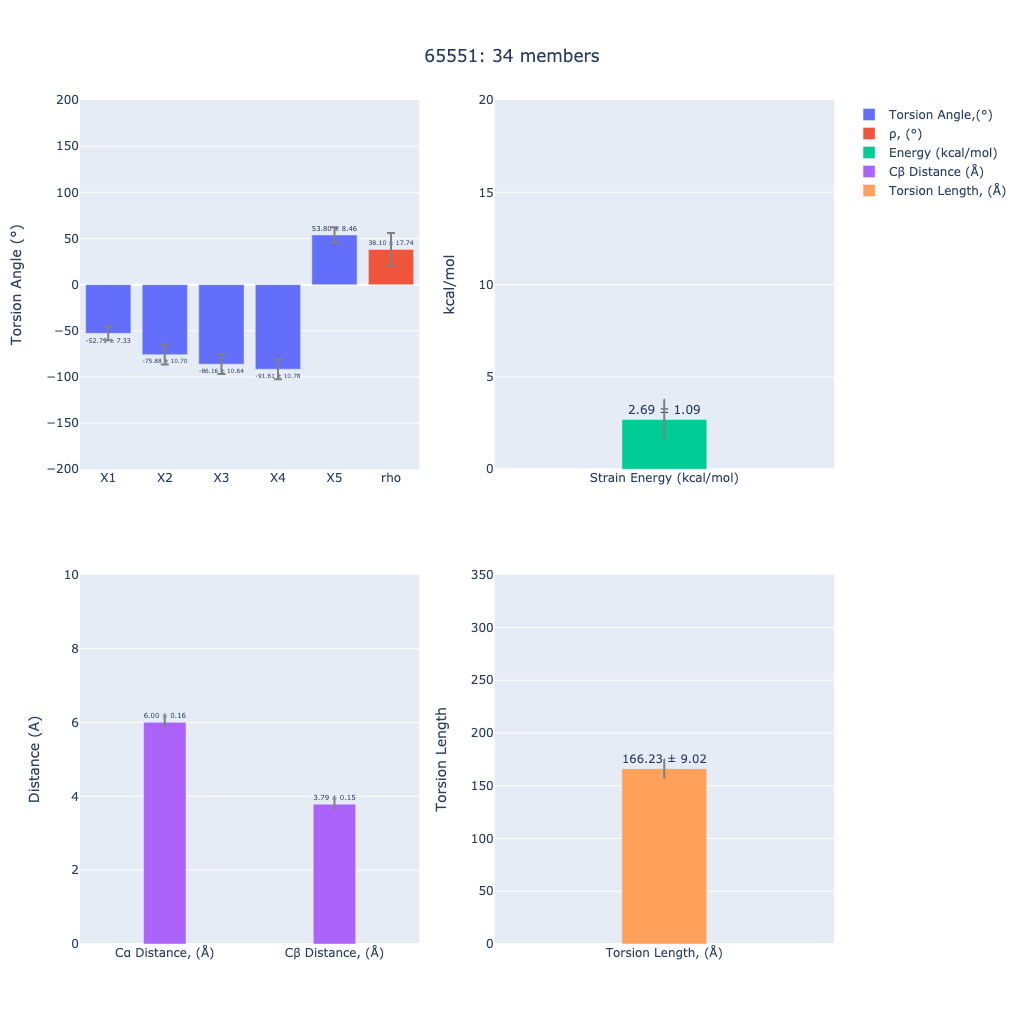 65551: 34 members
200
150
100
50
0
−50
−100
−150
−200
Torsion Angle (°)
53.80 ± 8.46
38.10 ± 17.74
-52.79 ± 7.33
-75.88 ± 10.70
-86.16 ± 10.64
-91.61 ± 10.78
X1 X2 X3 X4 X5 rho
20
15
10
5
0
kcal/mol
2.69 ± 1.09
Strain Energy (kcal/mol)
Torsion Angle,(°)
ρ, (°)
Energy (kcal/mol)
Cβ Distance (Å)
Torsion Length, (Å)
10
8
6
4
2
0
Distance (A)
6.00 ± 0.16
3.79 ± 0.15
Cα Distance, (Å) Cβ Distance, (Å)
350
300
250
200
150
100
50
0
Torsion Length
166.23 ± 9.02
Torsion Length, (Å)